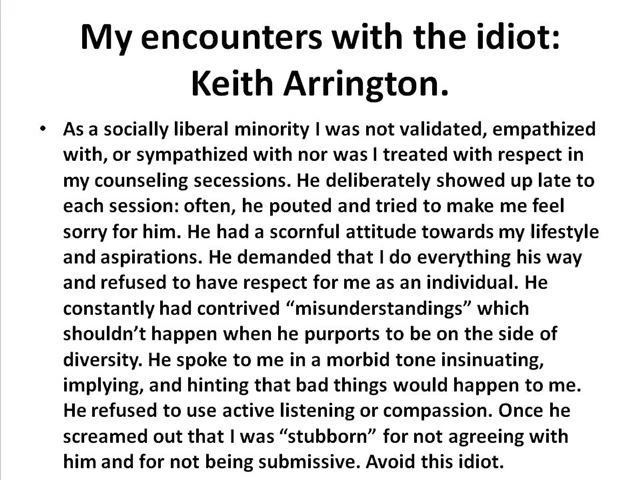 My encounters with the idiot:
Keith Arrington.
• As a socially liberal minority I was not validated, empathized
with, or sympathized with nor was I treated with respect in
my counseling secessions. He deliberately showed up late to
each session: often, he pouted and tried to make me feel
sorry for him. He had a scornful attitude towards my lifestyle
and aspirations. He demanded that I do everything his way
and refused to have respect for me as an individual. He
constantly had contrived “misunderstandings” which
shouldn’t happen when he purports to be on the side of
diversity. He spoke to me in a morbid tone insinuating,
implying, and hinting that bad things would happen to me.
He refused to use active listening or compassion. Once he
screamed out that I was “stubborn” for not agreeing with
him and for not being submissive. Avoid this idiot.